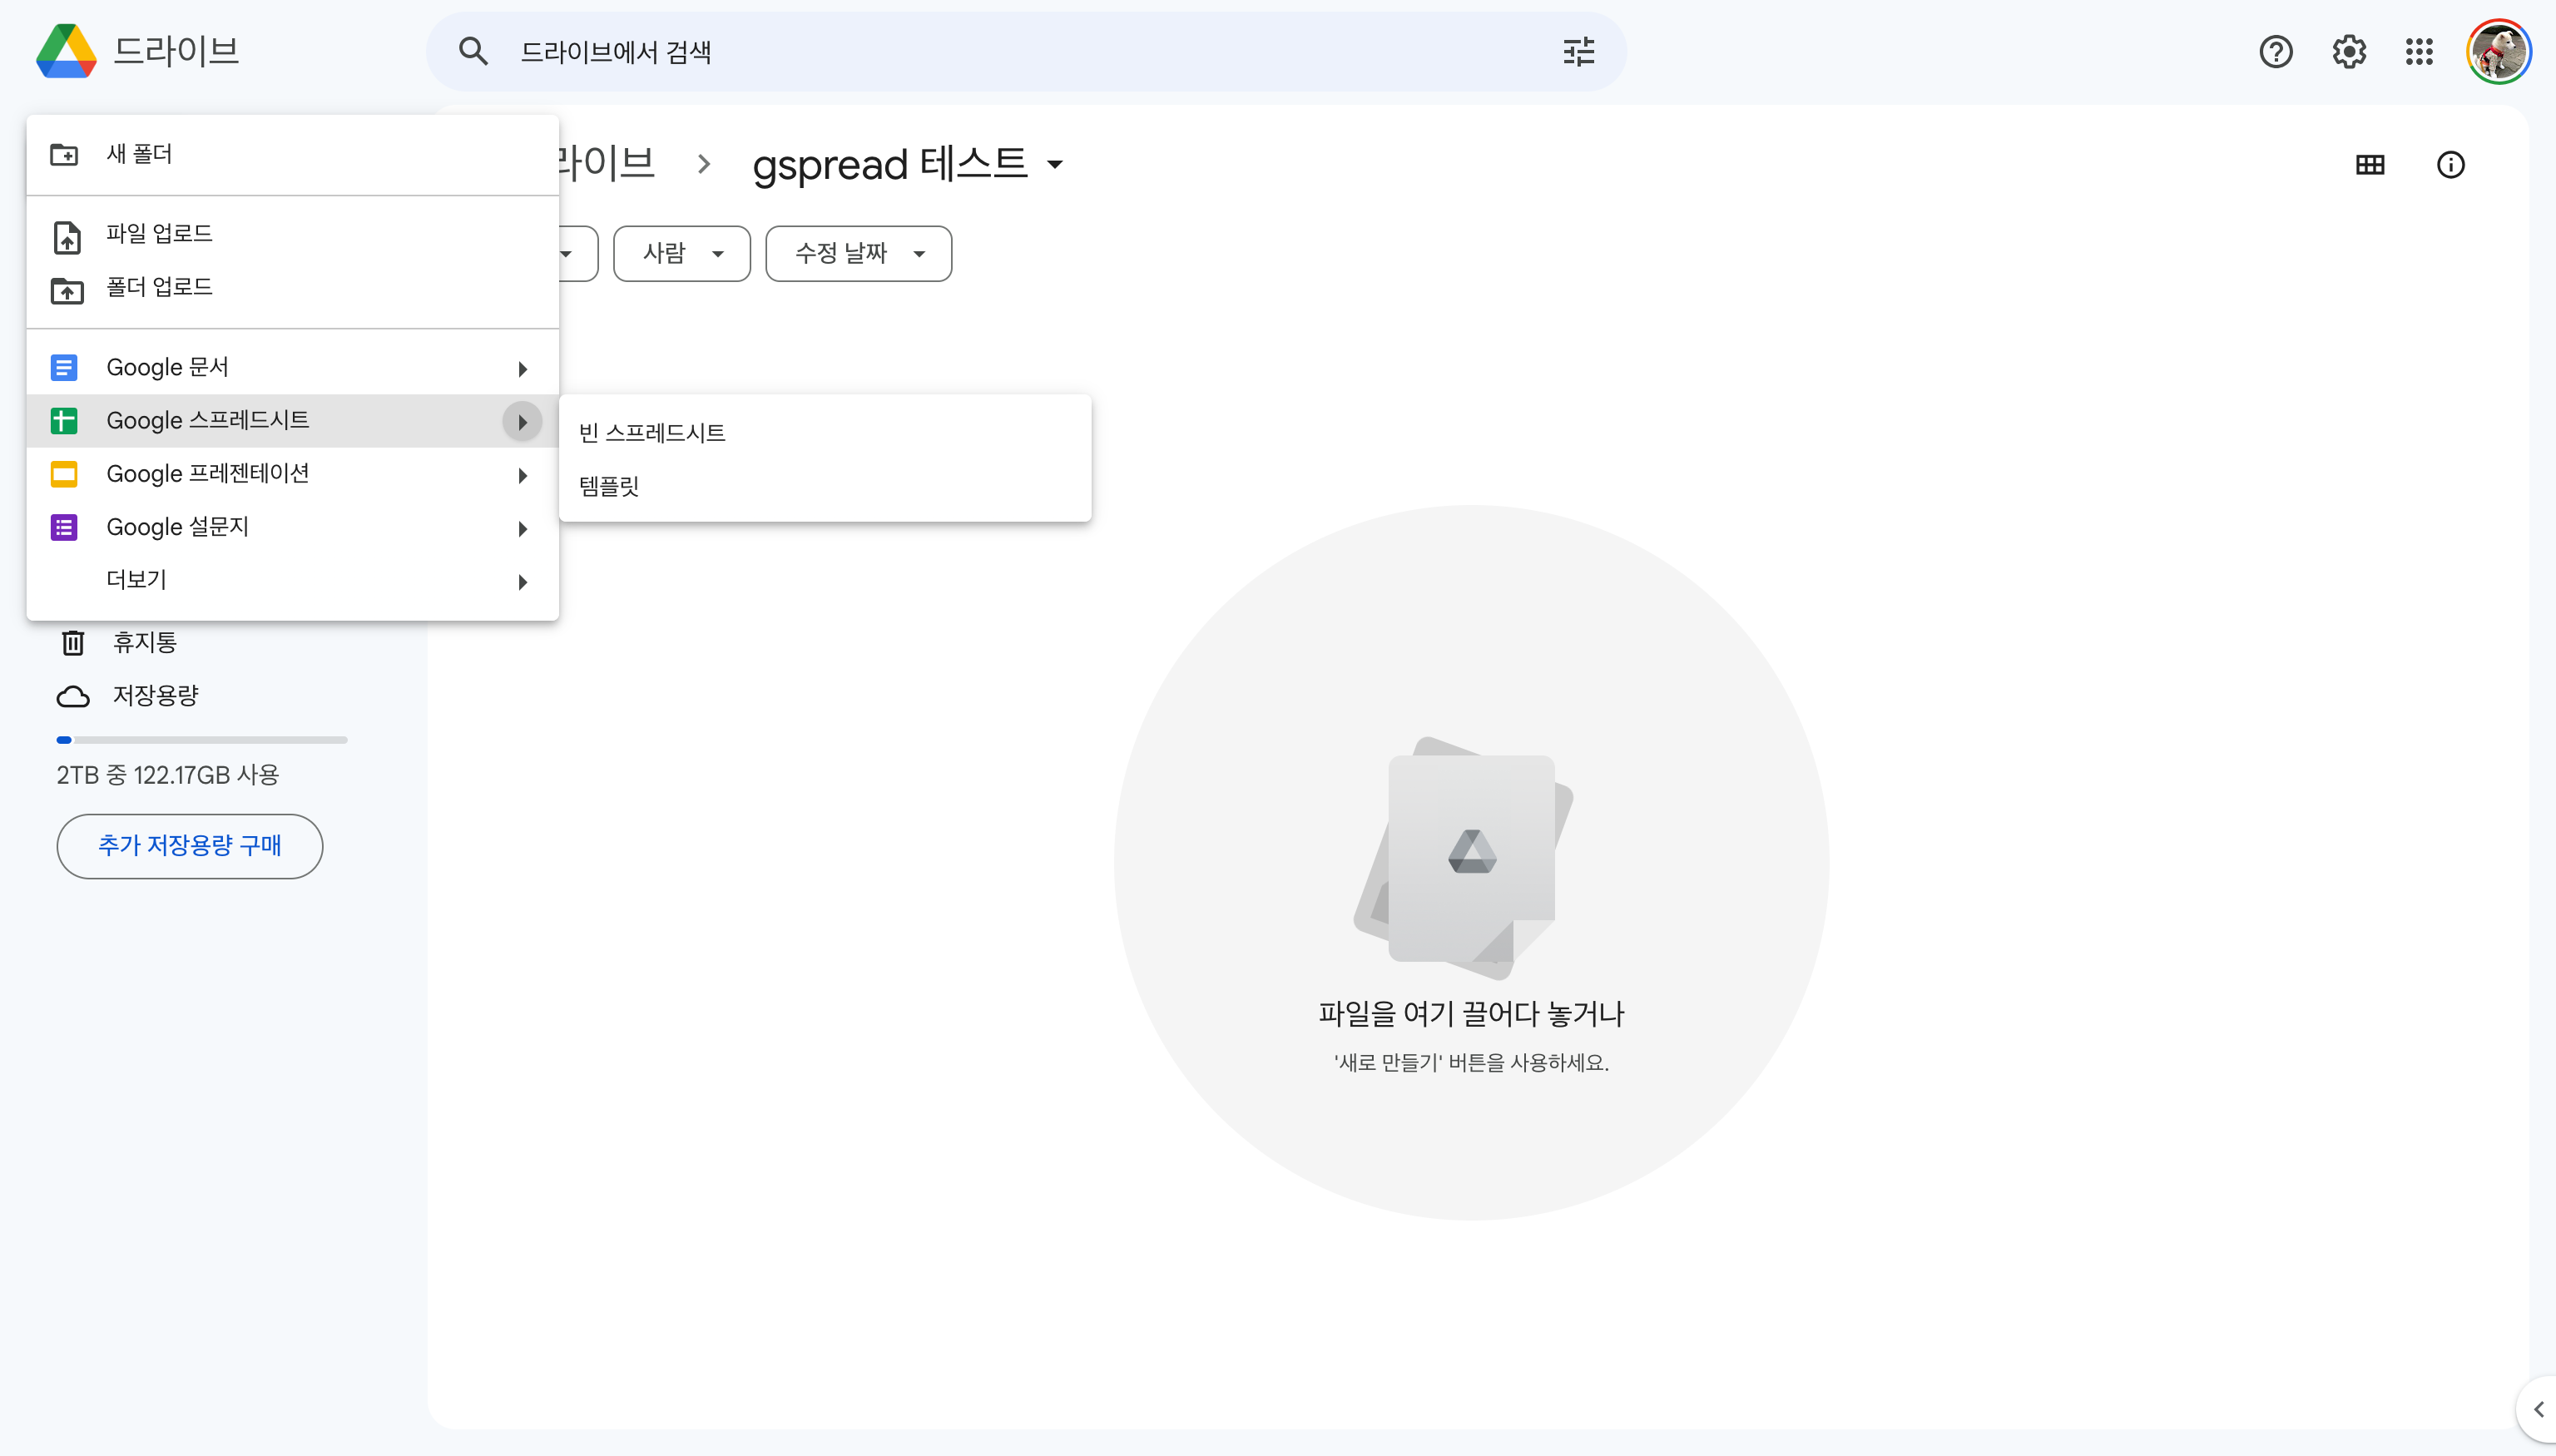 드라이브
드라이브에서 검색
새 폴더
파일 업로드
폴더 업로드
Google 문서
Google 스프레드시트
Google 프레젠테이션
Google 설문지
더보기
빈 스프레드시트
템플릿
라이브 > gspread 테스트
사람
수정 날짜
휴지통
저장용량
2TB 중 122.17GB 사용
추가 저장용량 구매
파일을 여기 끌어다 놓거나
'새로 만들기' 버튼을 사용하세요.